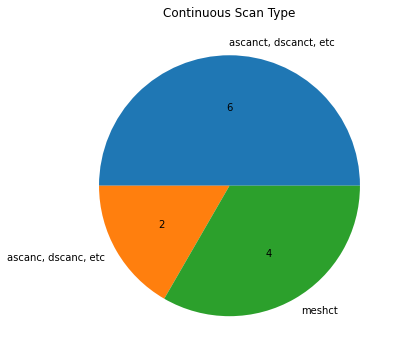 Continuous Scan Type
ascanct, dscanct, etc
6
2
4
ascanc, dscanc, etc
meshct